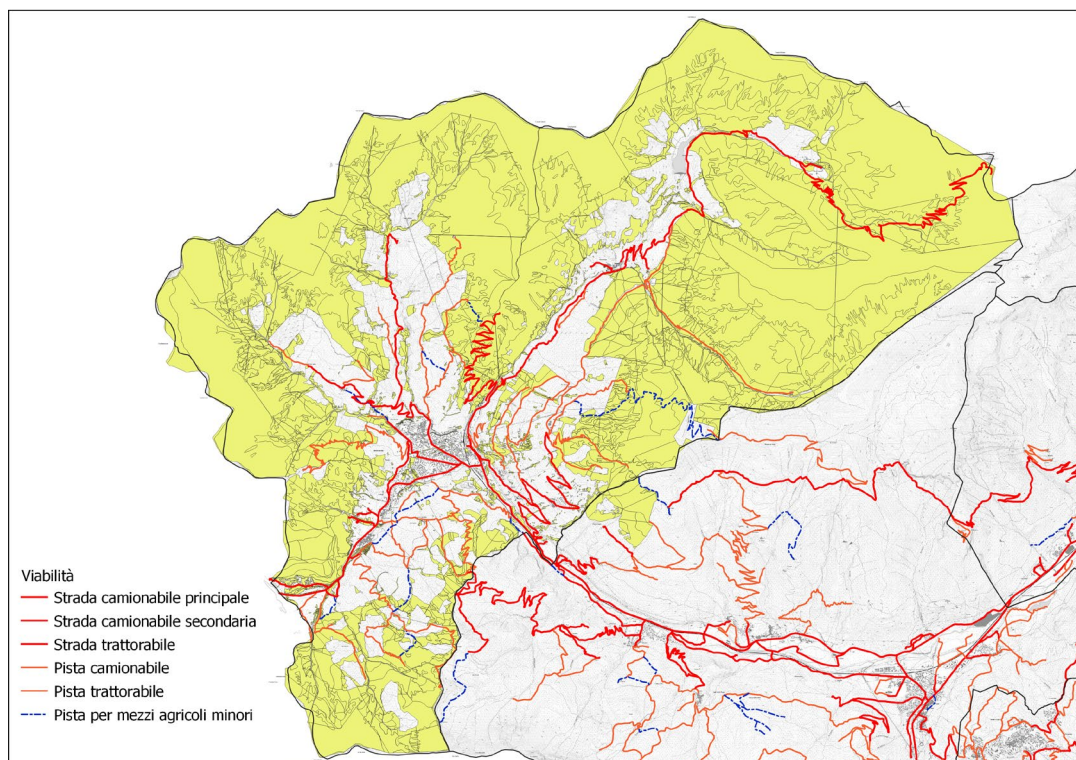 Viabilità
Strada camionabile principale
Strada camionabile secondaria
Strada trattorabile
Pista camionabile
Pista trattorabile
Pista per mezzi agricoli minori